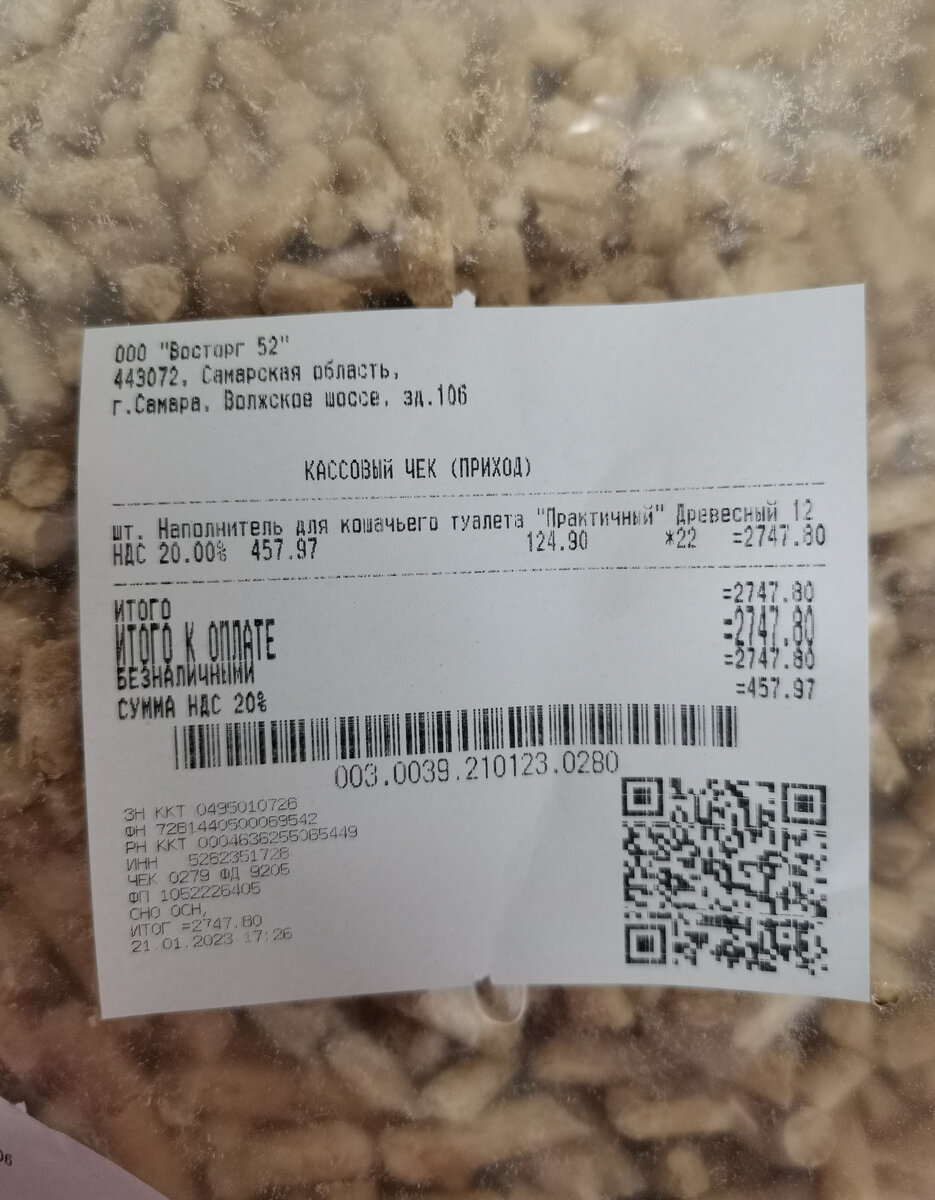 ООО "Восторг 52"
443072, Самарская область,
г.Самара, Волжское шоссе, зд.106
КАССОВЫЙ ЧЕК (ПРИХОД)
шт. Наполнитель для кошачьего туалета "Практичный" Древесный 12
НДС 20.00% 457.97 124.90 *22 =2747.80
ИТОГО =2747.80
ИТОГО К ОПЛАТЕ =2747.80
БЕЗНАЛИЧНЫМИ =2747.80
СУММА НДС 20% =457.97
003.0039.210123.0280
ЗН ККТ 0495010726
ФН 7281440500069542
РН ККТ 0004636255065449
ИНН 5262351728
ЧЕК 0279 ФД 9205
ФП 1052226405
СНО ОСН,
ИТОГ =2747.80
21.01.2023 17:26